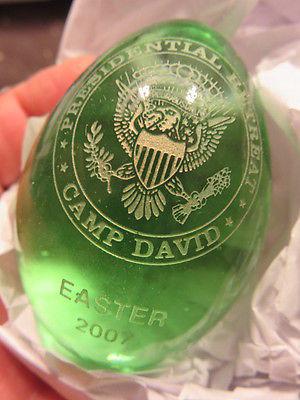 PRESIDENTIAL RETREAT
CAMP DAVID
EASTER
2007